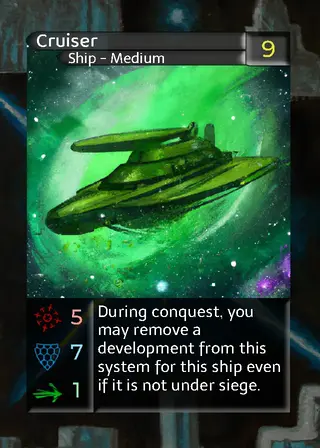 Cruiser
9
Ship – Medium
5
7
1
During conquest, you
may remove a
development from this
system for this ship even
if it is not under siege.